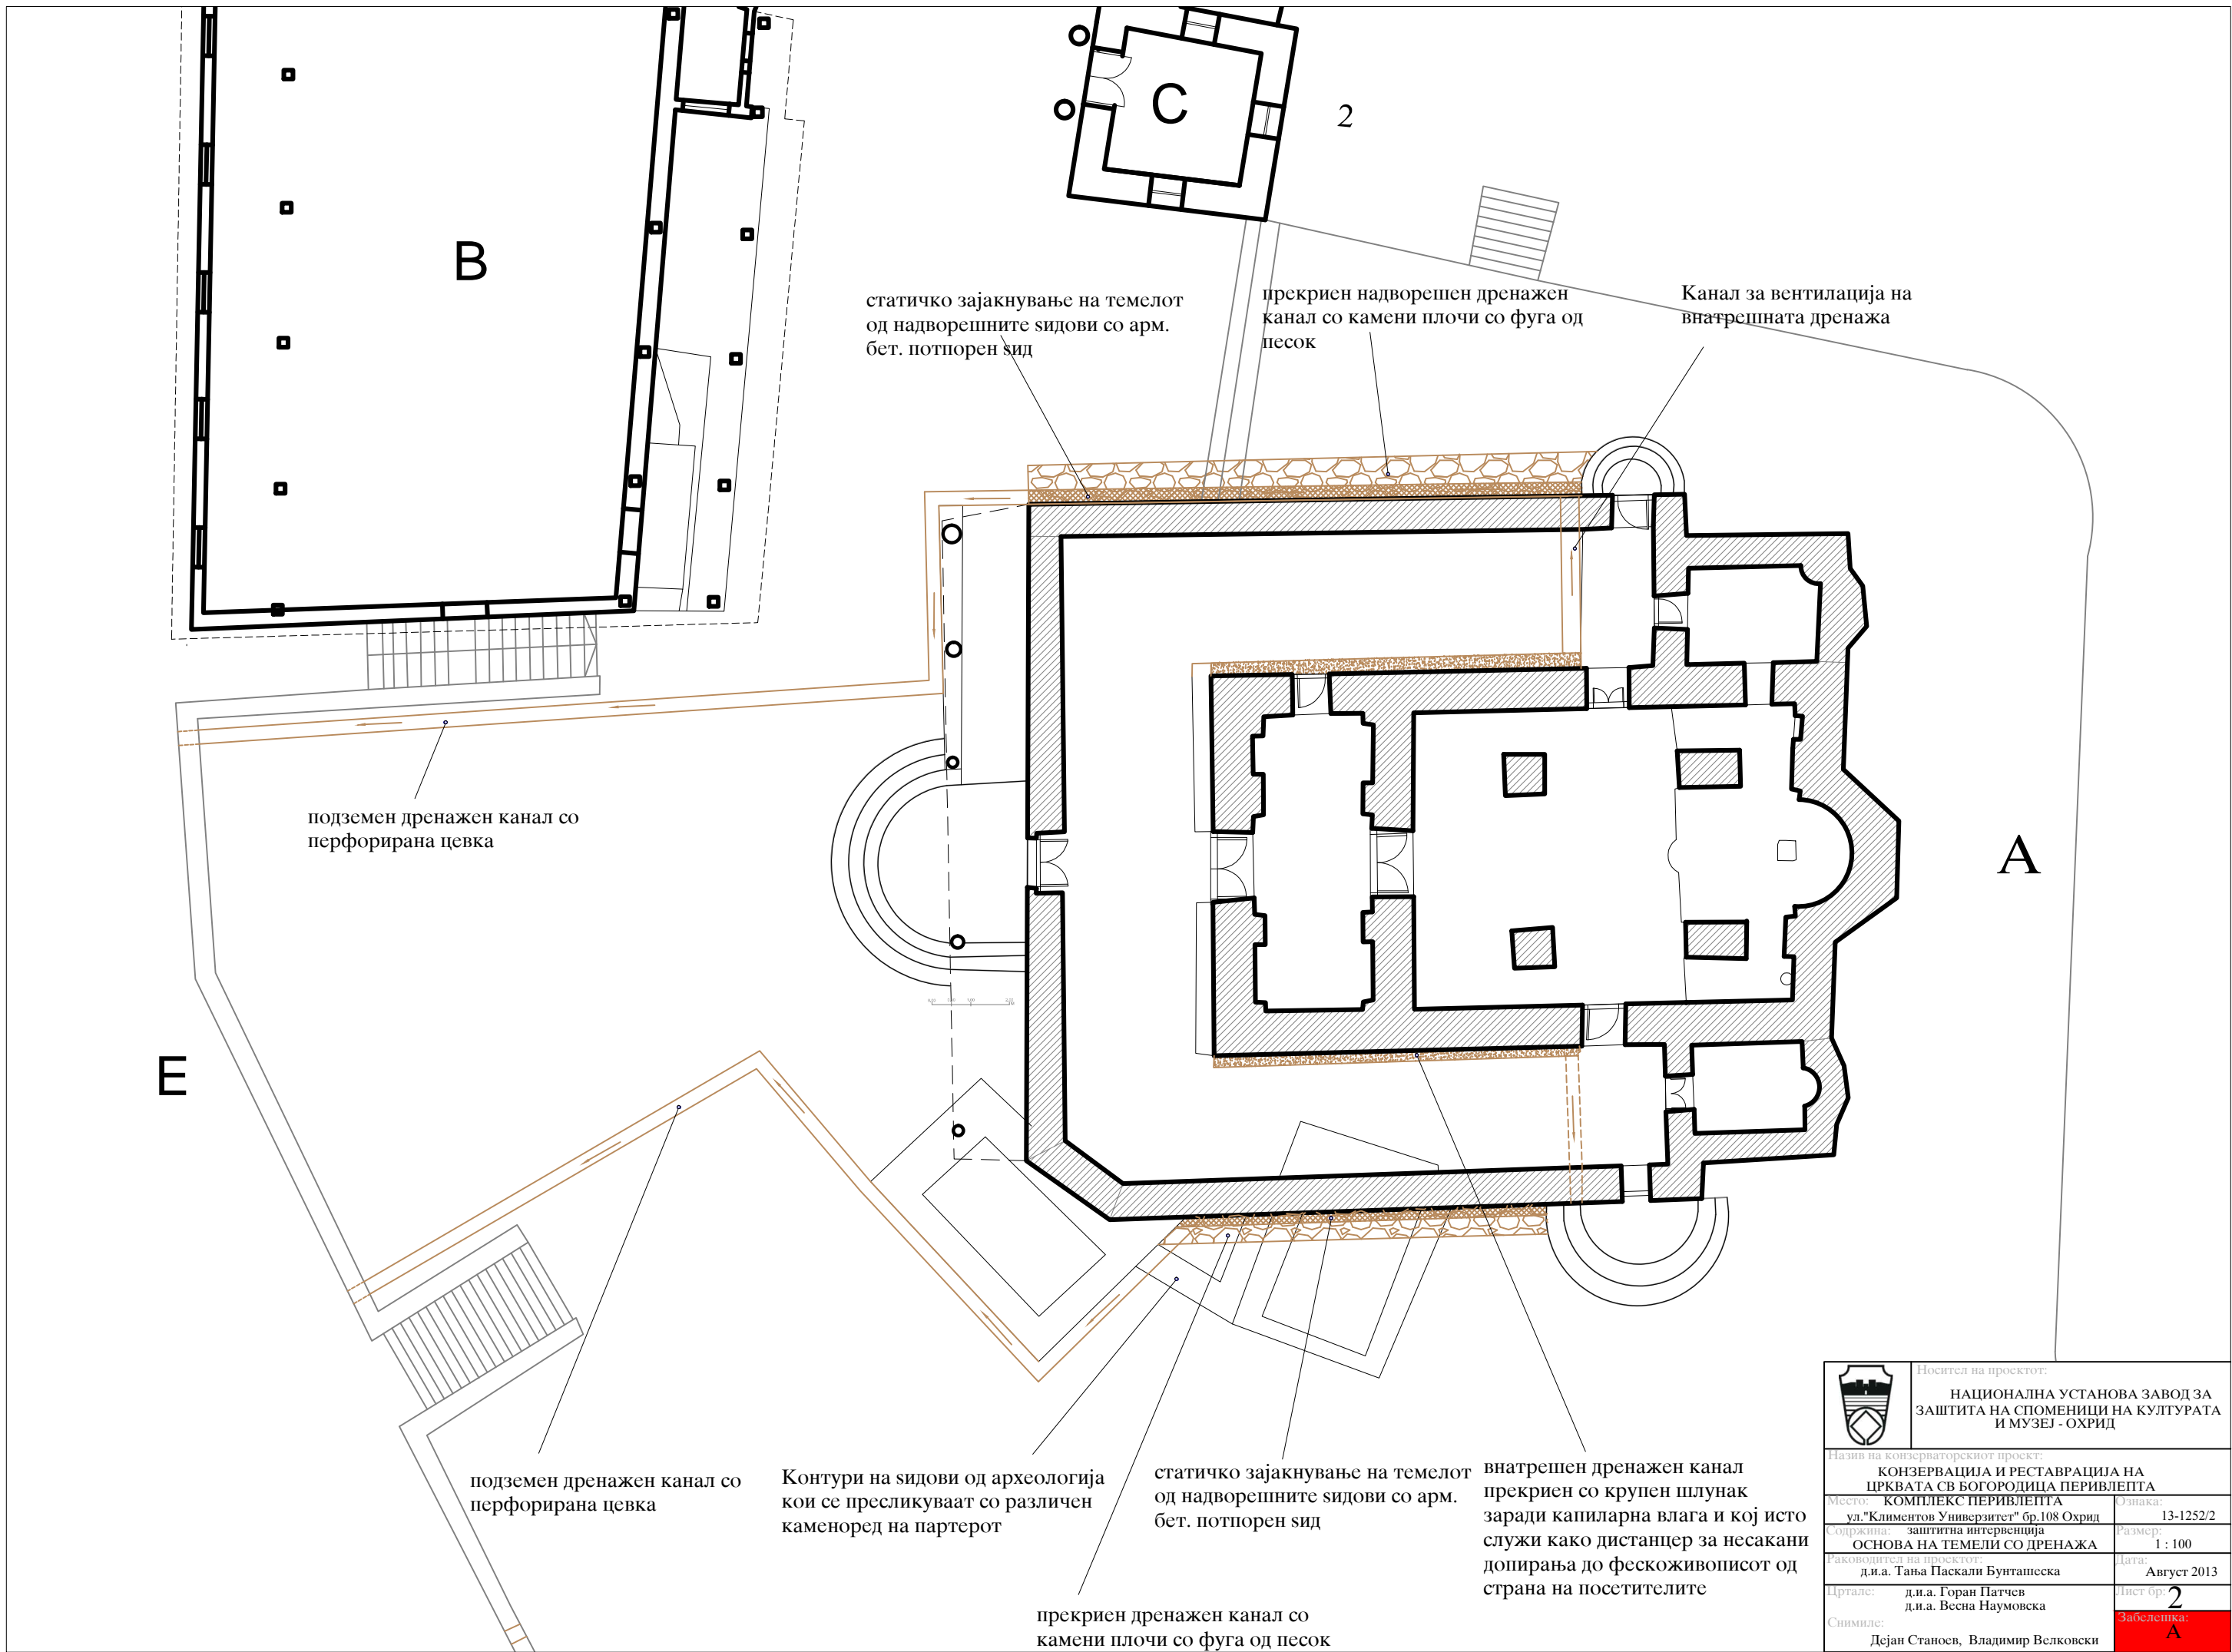 B
C
2
статичко зајакнување на темелот
од надворешните ѕидови со арм.
бет. потпорен ѕид
прекриен надворешен дренажен
канал со камени плочи со фуга од
песок
Канал за вентилација на
внатрешната дренажа
подземен дренажен канал со
перфорирана цевка
A
E
подземен дренажен канал со
перфорирана цевка
Контури на ѕидови од археологија
кои се пресликуваат со различен
каменоред на партерот
прекриен дренажен канал со
камени плочи со фуга од песок
статичко зајакнување на темелот
од надворешните ѕидови со арм.
бет. потпорен ѕид
внатрешен дренажен канал
прекриен со крупен шлунак
заради капиларна влага и кој исто
служи како дистанцер за несакани
допирања до фескоживописот од
страна на посетителите
Носител на проектот:
НАЦИОНАЛНА УСТАНОВА ЗАВОД ЗА
ЗАШТИТА НА СПОМЕНИЦИ НА КУЛТУРАТА
И МУЗЕЈ - ОХРИД
Назив на конзерваторскиот проект:
КОНЗЕРВАЦИЈА И РЕСТАВРАЦИЈА НА
ЦРКВАТА СВ БОГОРОДИЦА ПЕРИВЛЕПТА
Место: КОМПЛЕКС ПЕРИВЛЕПТА
ул."Климентов Универзитет" бр.108 Охрид
Ознака:
13-1252/2
Содржина: заштитна интервенција
ОСНОВА НА ТЕМЕЛИ СО ДРЕНАЖА
Размер:
1 : 100
Раководител на проектот:
д.и.а. Тања Паскали Бунташеска
Дата:
Август 2013
Цртале: д.и.а. Горан Патчев
д.и.а. Весна Наумовска
Лист бр: 2
Снимиле:
Дејан Станоев, Владимир Велковски
Забелешка:
А